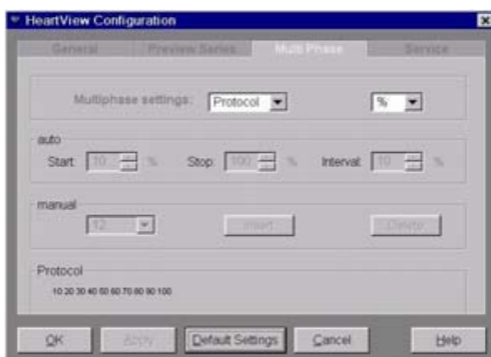 HeartView Configuration
General Preview Series Multi Phase Service
Multiphase settings: Protocol %
auto
Start 10 % Stop 100 % Interval 10 %
manual
12 Insert Delete
Protocol
10 20 30 40 50 60 70 80 90 100
OK Apply Default Settings Cancel Help